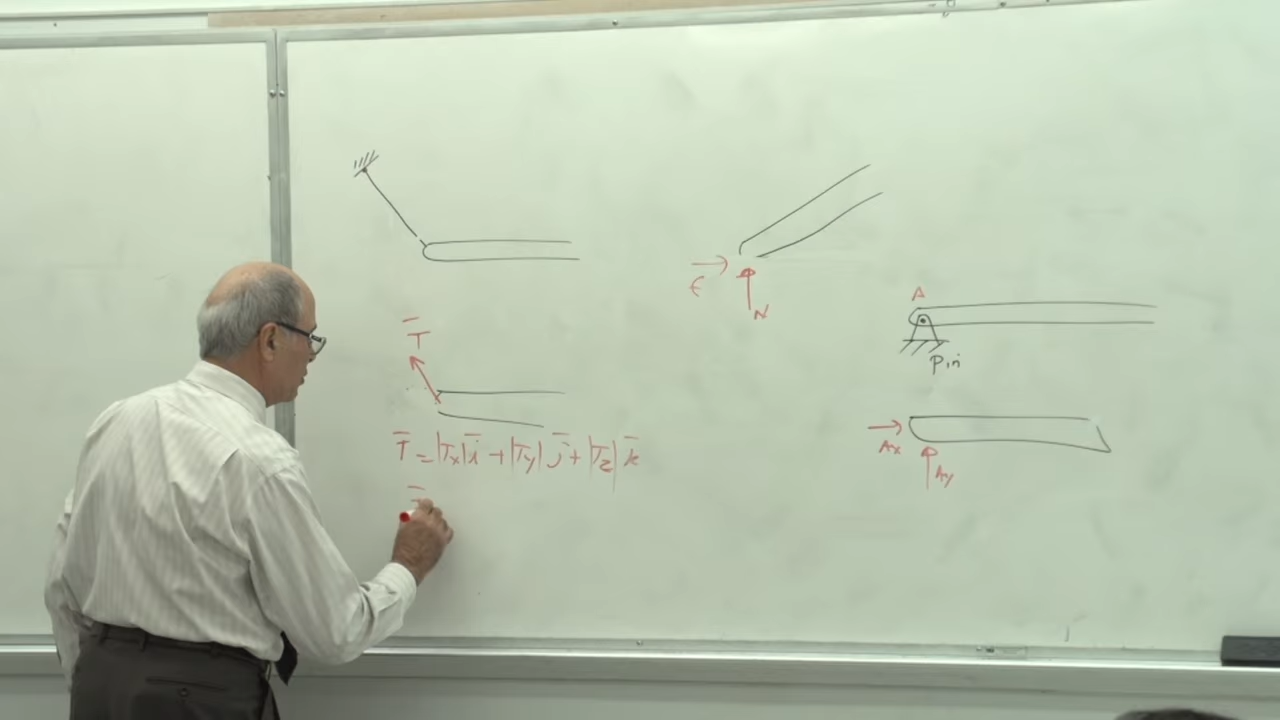 T̄
T̄ = |Tx| ī + |Ty| j̄ + |Tz| k̄
F
N
A
Pin
Ax
Ay